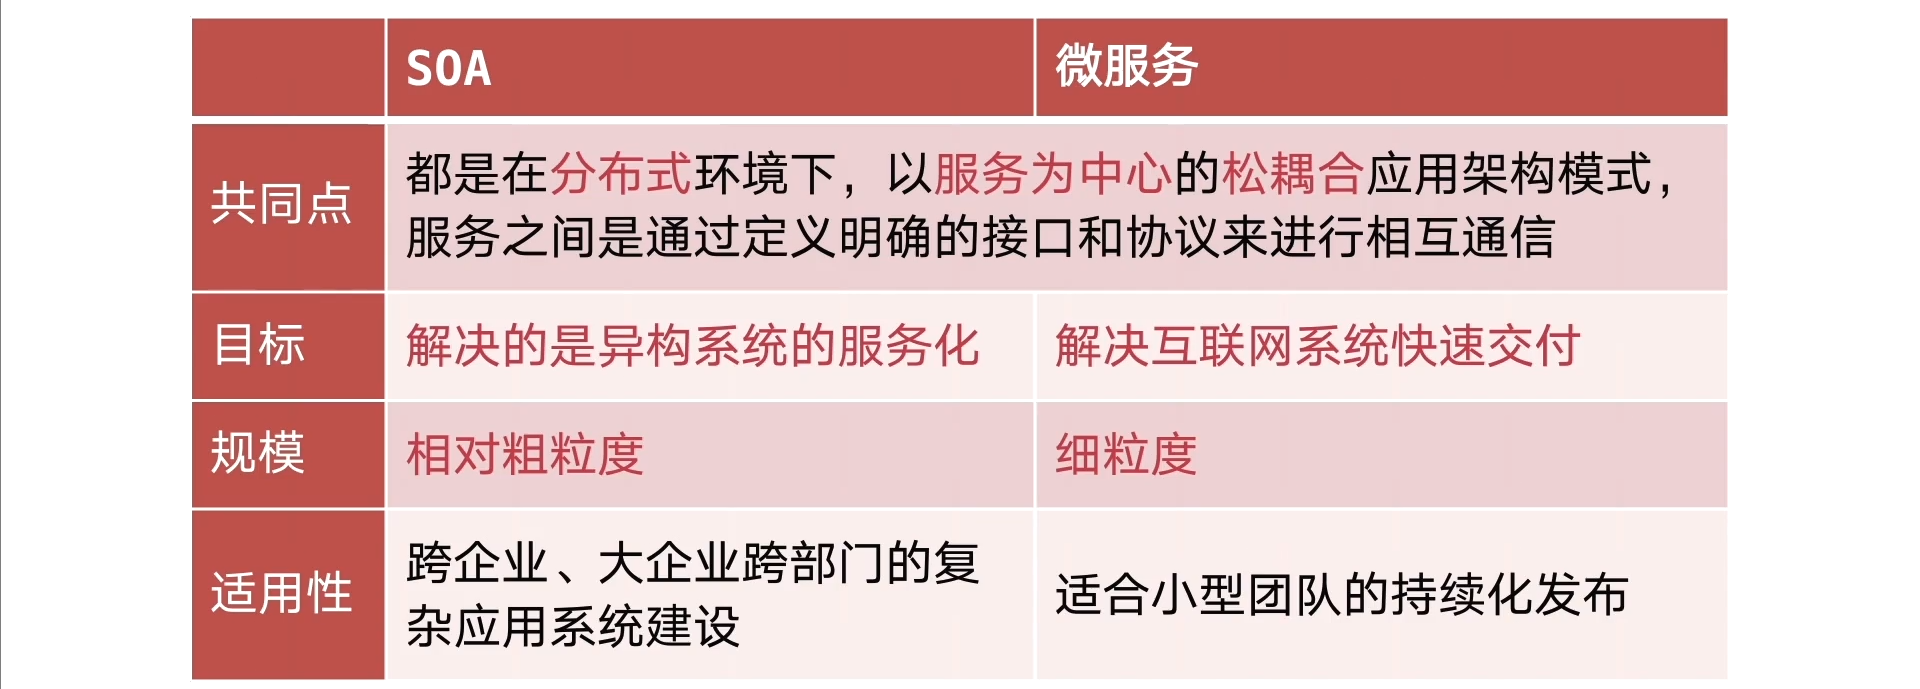 SOA
微服务
共同点
都是在分布式环境下，以服务为中心的松耦合应用架构模式，
服务之间是通过定义明确的接口和协议来进行相互通信
目标
解决的是异构系统的服务化
解决互联网系统快速交付
规模
相对粗粒度
细粒度
适用性
跨企业、大企业跨部门的复
杂应用系统建设
适合小型团队的持续化发布